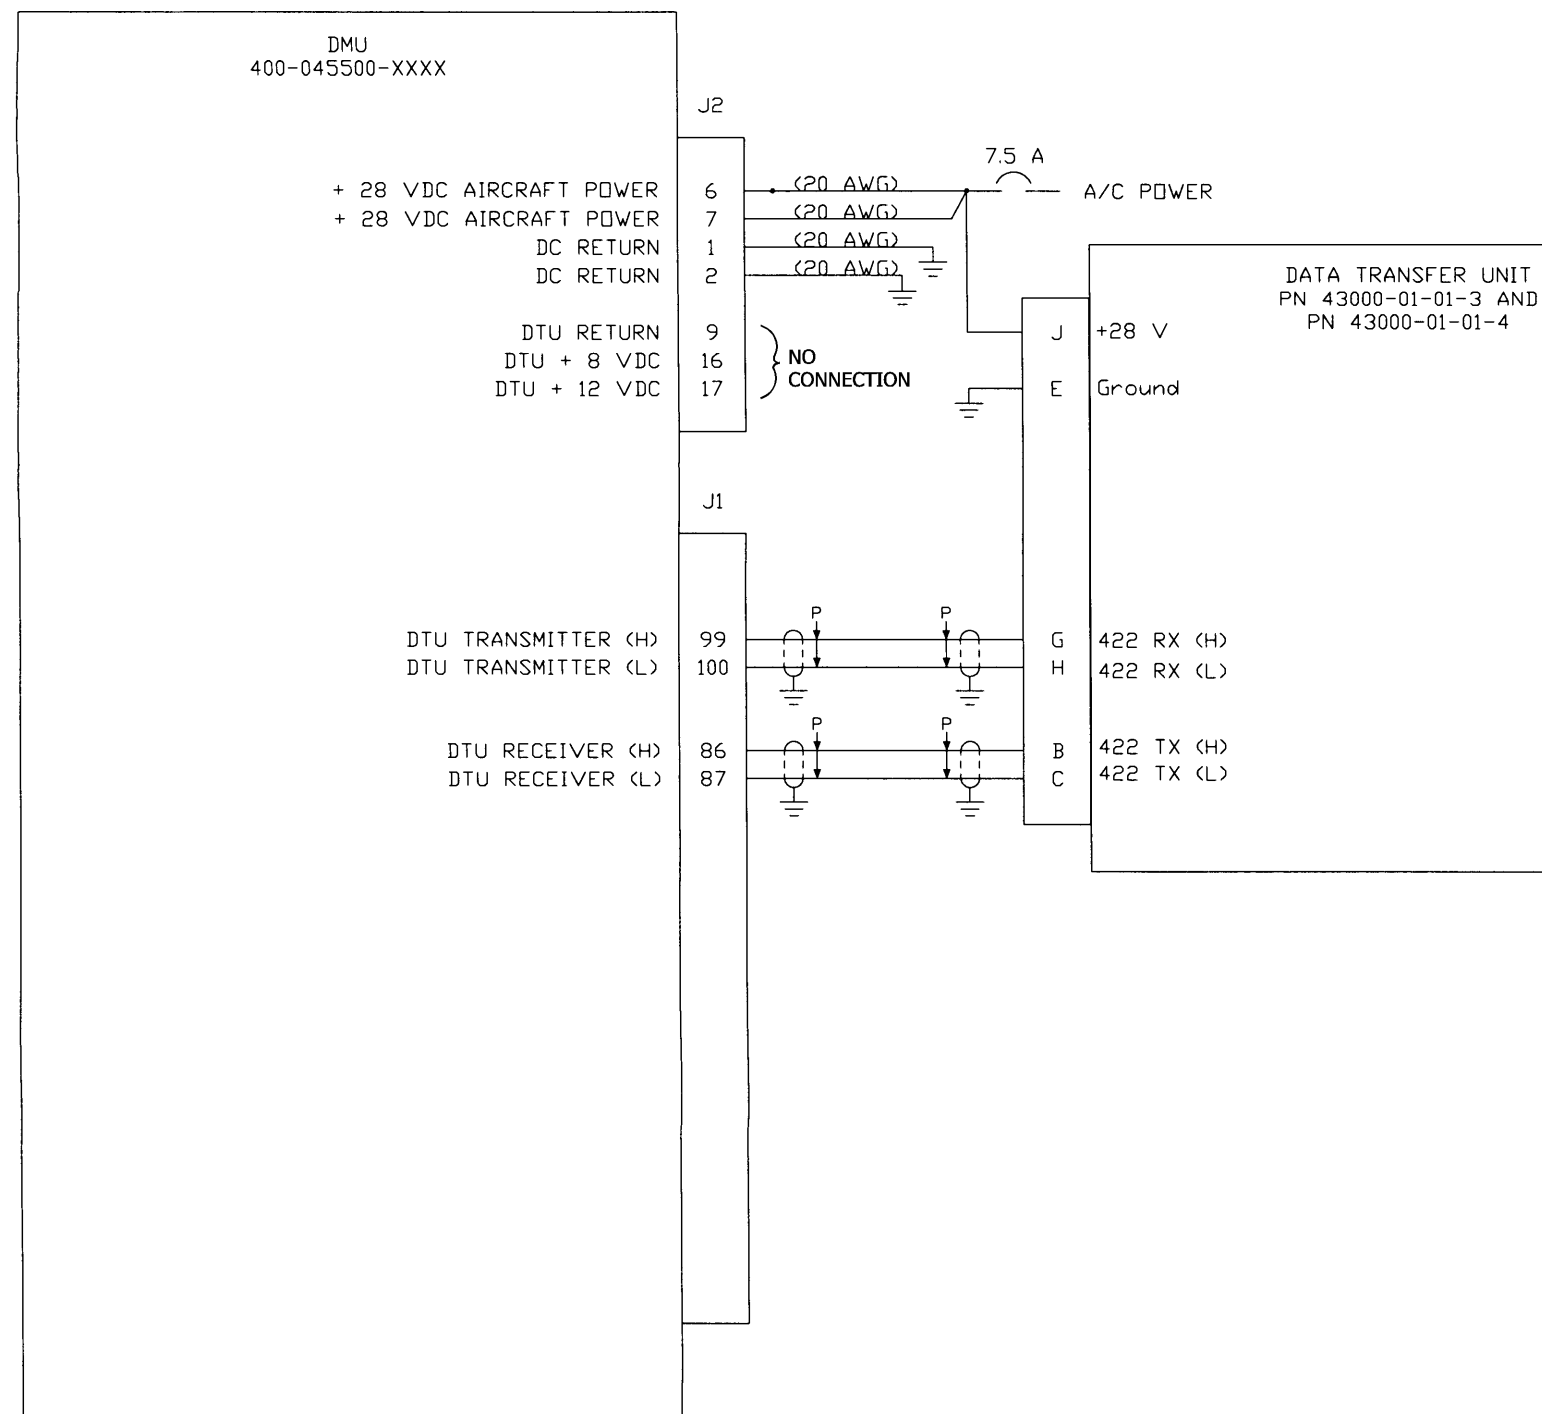 DMU
400-045500-XXXX
J2
7.5 A
+ 28 VDC AIRCRAFT POWER 6 (20 AWG) A/C POWER
+ 28 VDC AIRCRAFT POWER 7 (20 AWG)
DC RETURN 1 (20 AWG)
DC RETURN 2 (20 AWG)
DATA TRANSFER UNIT
PN 43000-01-01-3 AND
PN 43000-01-01-4
DTU RETURN 9
DTU + 8 VDC 16
DTU + 12 VDC 17
NO
CONNECTION
J +28 V
E Ground
J1
P P
DTU TRANSMITTER (H) 99 G 422 RX (H)
DTU TRANSMITTER (L) 100 H 422 RX (L)
P P
DTU RECEIVER (H) 86 B 422 TX (H)
DTU RECEIVER (L) 87 C 422 TX (L)